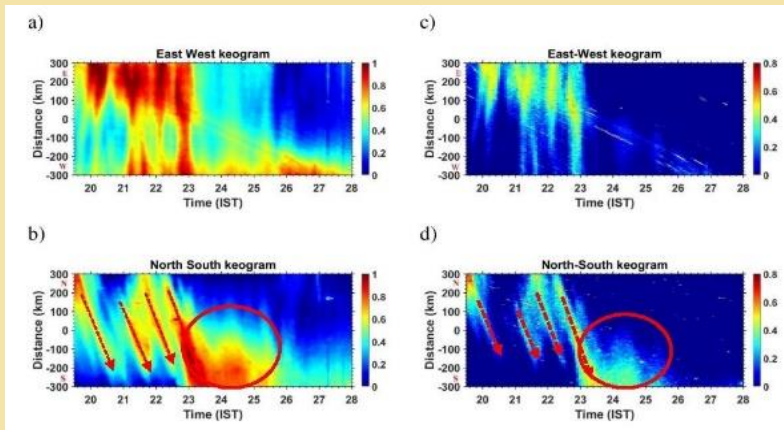 a)
East West keogram
300
200
100
0
-100
-200
-300
E
W
Distance (km)
20 21 22 23 24 25 26 27 28
Time (IST)
1
0.8
0.6
0.4
0.2
0
c)
East-West keogram
300
200
100
0
-100
-200
-300
E
W
Distance (km)
20 21 22 23 24 25 26 27 28
Time (IST)
0.8
0.6
0.4
0.2
0
b)
North South keogram
300
200
100
0
-100
-200
-300
N
S
Distance (km)
20 21 22 23 24 25 26 27 28
Time (IST)
1
0.8
0.6
0.4
0.2
0
d)
North-South keogram
300
200
100
0
-100
-200
-300
N
S
Distance (km)
20 21 22 23 24 25 26 27 28
Time (IST)
0.8
0.6
0.4
0.2
0